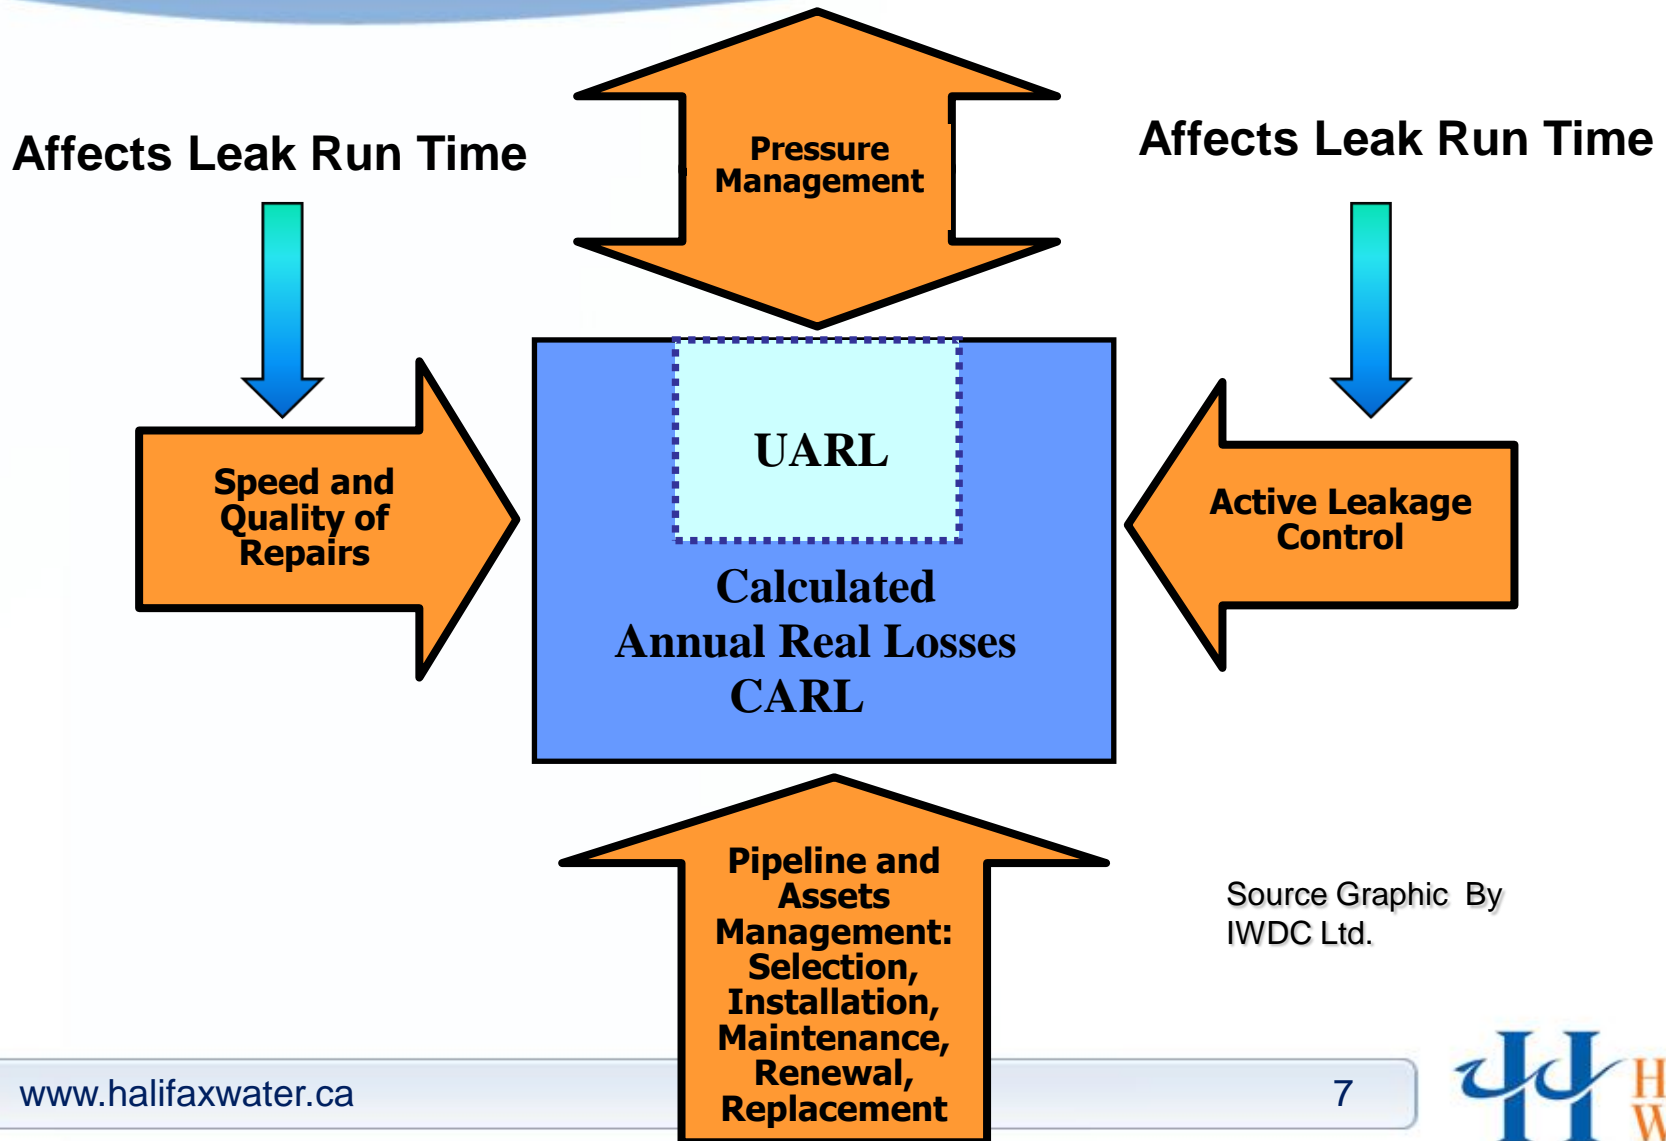 Pressure
Management
Affects Leak Run Time
Affects Leak Run Time
Speed and
Quality of
Repairs
UARL
Calculated
Annual Real Losses
CARL
Active Leakage
Control
Pipeline and
Assets
Management:
Selection,
Installation,
Maintenance,
Renewal,
Replacement
Source Graphic By
IWDC Ltd.
www.halifaxwater.ca
7
H
W